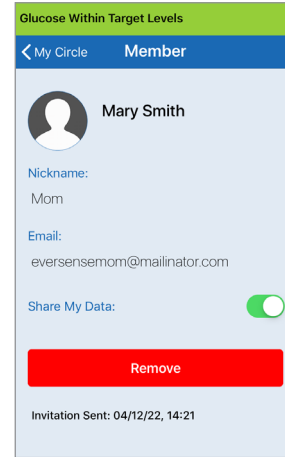 Glucose Within Target Levels
My Circle Member
Mary Smith
Nickname:
Mom
Email:
eversensemom@mailinator.com
Share My Data:
Remove
Invitation Sent: 04/12/22, 14:21